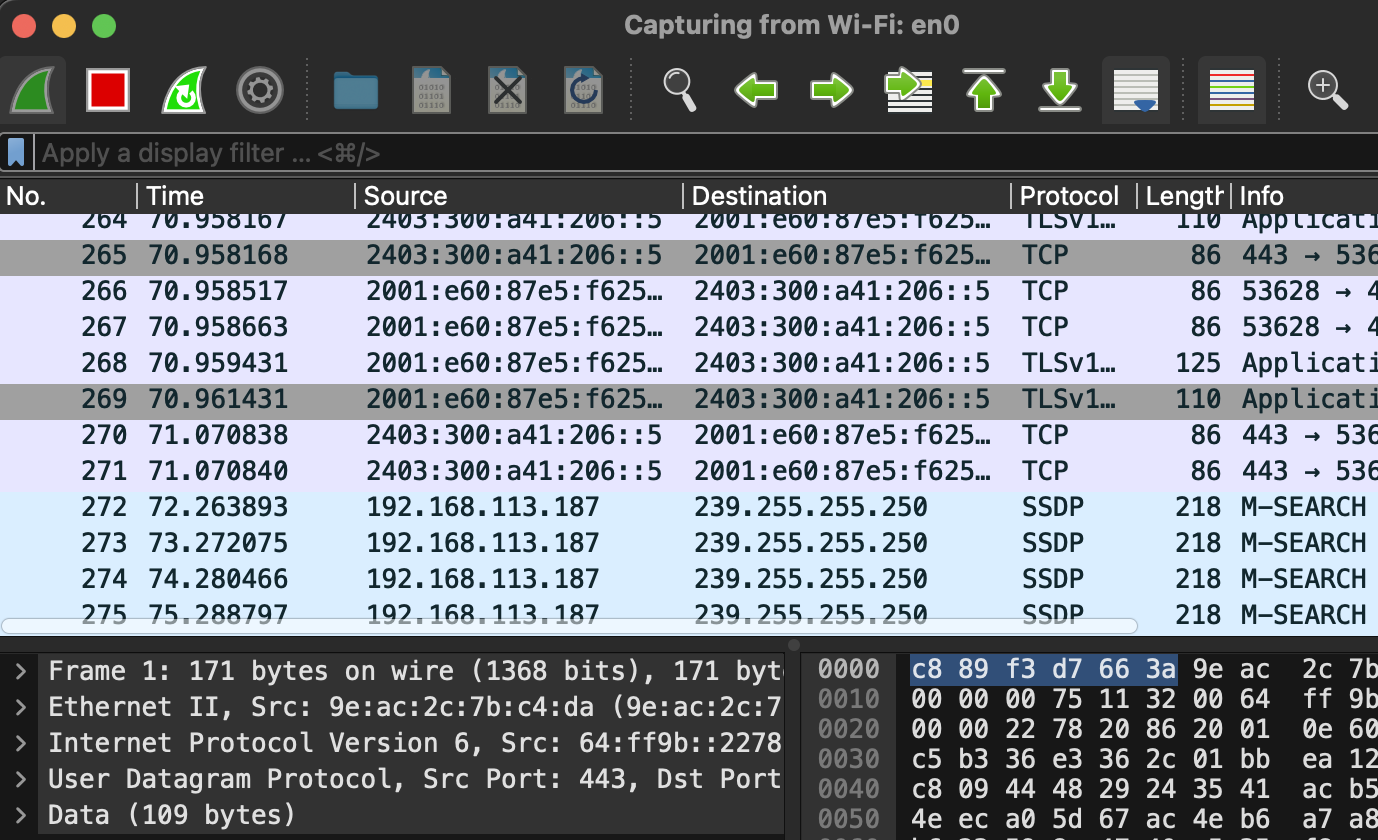 Capturing from Wi-Fi: en0
Apply a display filter ... <⌘/>
No. Time Source Destination Protocol Length Info
264 70.958167 2403:300:a41:206::5 2001:e60:87e5:f625… TLSv1… 110 Applicati
265 70.958168 2403:300:a41:206::5 2001:e60:87e5:f625… TCP 86 443 → 536
266 70.958517 2001:e60:87e5:f625… 2403:300:a41:206::5 TCP 86 53628 → 4
267 70.958663 2001:e60:87e5:f625… 2403:300:a41:206::5 TCP 86 53628 → 4
268 70.959431 2001:e60:87e5:f625… 2403:300:a41:206::5 TLSv1… 125 Applicati
269 70.961431 2001:e60:87e5:f625… 2403:300:a41:206::5 TLSv1… 110 Applicati
270 71.070838 2403:300:a41:206::5 2001:e60:87e5:f625… TCP 86 443 → 536
271 71.070840 2403:300:a41:206::5 2001:e60:87e5:f625… TCP 86 443 → 536
272 72.263893 192.168.113.187 239.255.255.250 SSDP 218 M-SEARCH
273 73.272075 192.168.113.187 239.255.255.250 SSDP 218 M-SEARCH
274 74.280466 192.168.113.187 239.255.255.250 SSDP 218 M-SEARCH
275 75.288797 192.168.113.187 239.255.255.250 SSDP 218 M-SEARCH
Frame 1: 171 bytes on wire (1368 bits), 171 byt
Ethernet II, Src: 9e:ac:2c:7b:c4:da (9e:ac:2c:7
Internet Protocol Version 6, Src: 64:ff9b::2278
User Datagram Protocol, Src Port: 443, Dst Port
Data (109 bytes)
0000 c8 89 f3 d7 66 3a 9e ac 2c 7b
0010 00 00 00 75 11 32 00 64 ff 9b
0020 00 00 22 78 20 86 20 01 0e 60
0030 c5 b3 36 e3 36 2c 01 bb ea 12
0040 c8 09 44 48 29 24 35 41 ac b5
0050 4e ec a0 5d 67 ac 4e b6 a7 a8